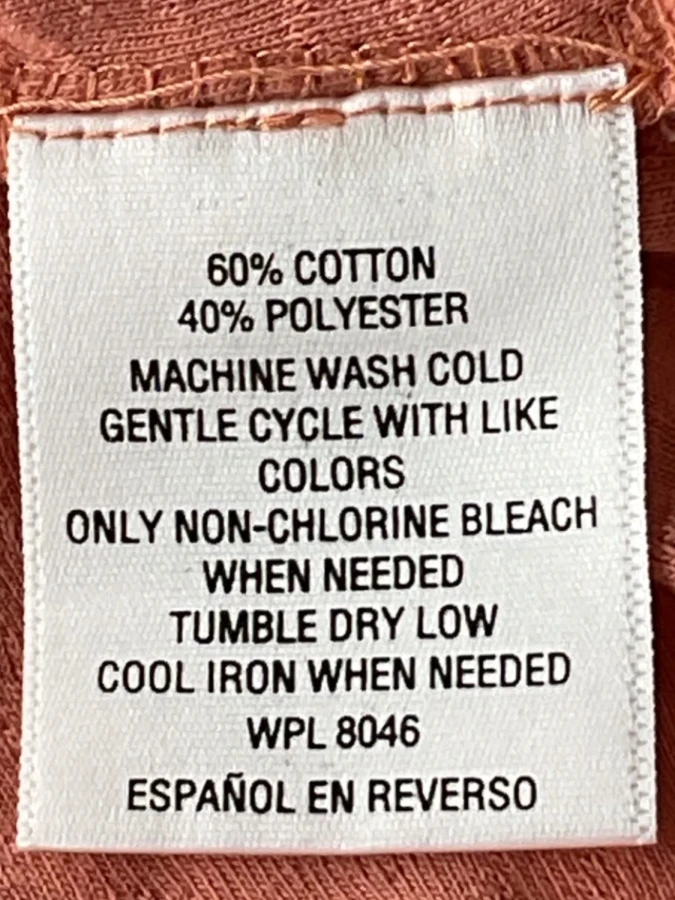 60% COTTON
40% POLYESTER
MACHINE WASH COLD
GENTLE CYCLE WITH LIKE
COLORS
ONLY NON-CHLORINE BLEACH
WHEN NEEDED
TUMBLE DRY LOW
COOL IRON WHEN NEEDED
WPL 8046
ESPAÑOL EN REVERSO